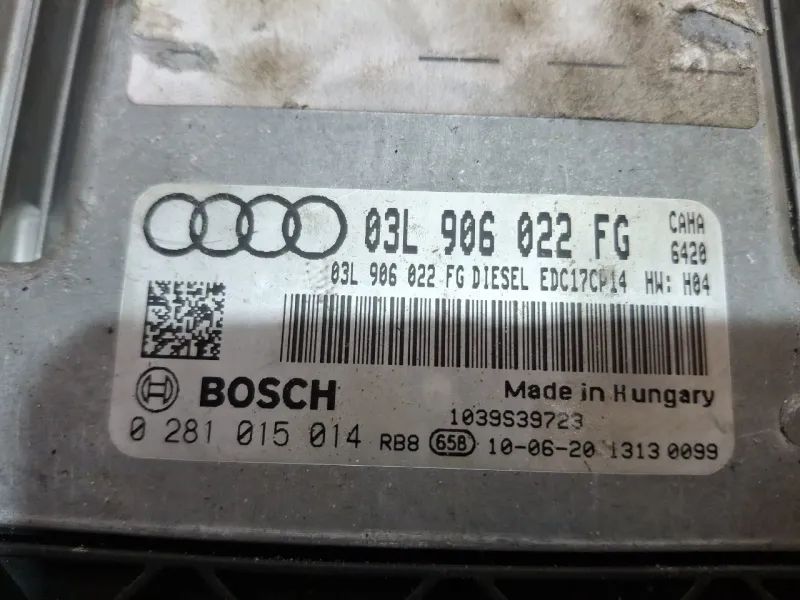 03L 906 022 FG CAHA
6420
03L 906 022 FG DIESEL EDC17CP14 HW: H04
BOSCH Made in Hungary
1039S39723
0 281 015 014 RB8 65B 10-06-20 1313 0099